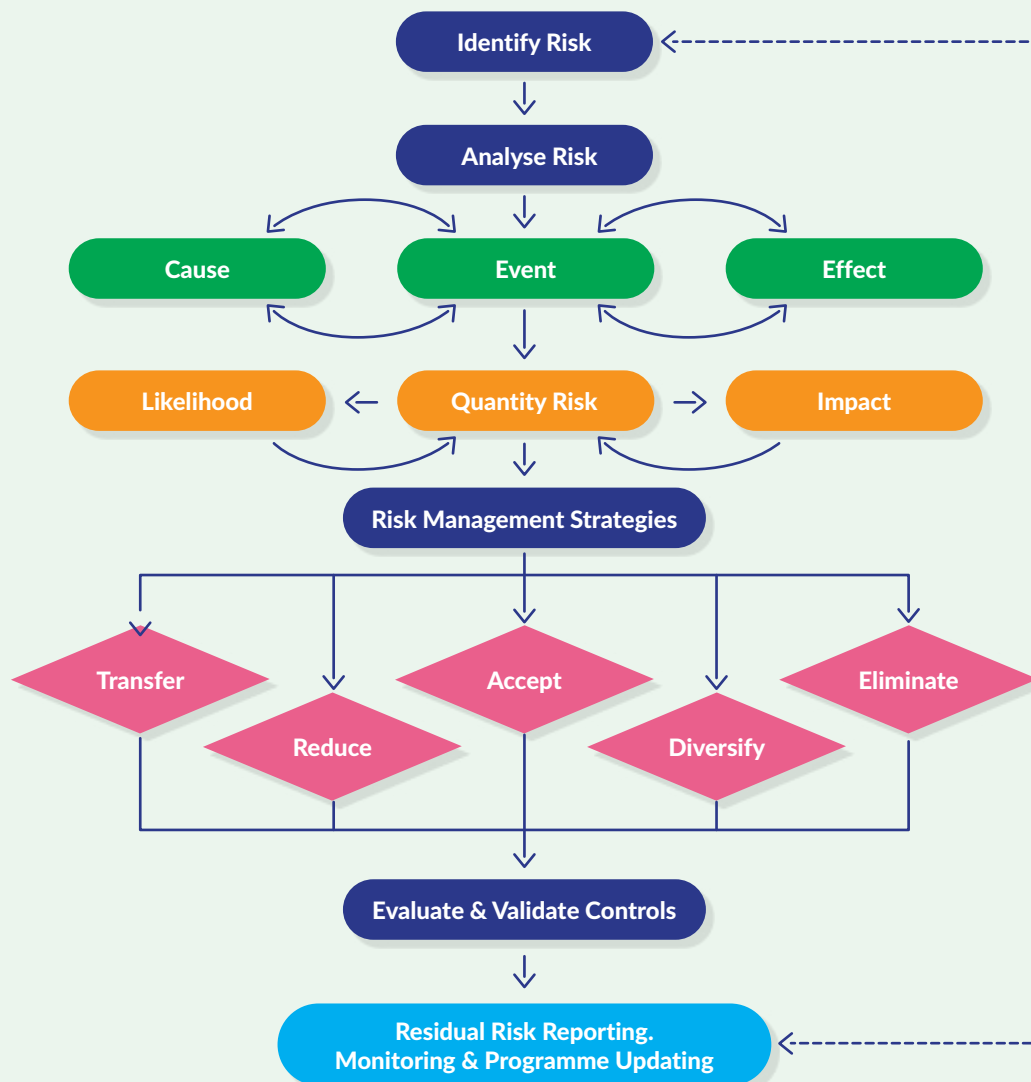 Identify Risk
Analyse Risk
Cause
Event
Effect
Likelihood
Quantity Risk
Impact
Risk Management Strategies
Transfer
Accept
Eliminate
Reduce
Diversify
Evaluate & Validate Controls
Residual Risk Reporting.
Monitoring & Programme Updating